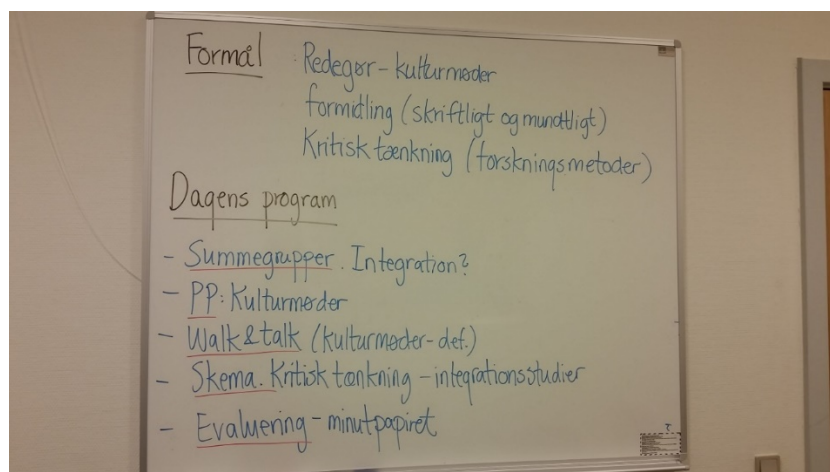 Formål Redegør - kulturmøder
formidling (skriftligt og mundtligt)
Kritisk tænkning (forskningsmetoder)
Dagens program
- Summegrupper. Integration?
- PP: Kulturmøder
- Walk & talk (kulturmøder-def.)
- Skema. Kritisk tænkning - integrationsstudier
- Evaluering - minutpapiret